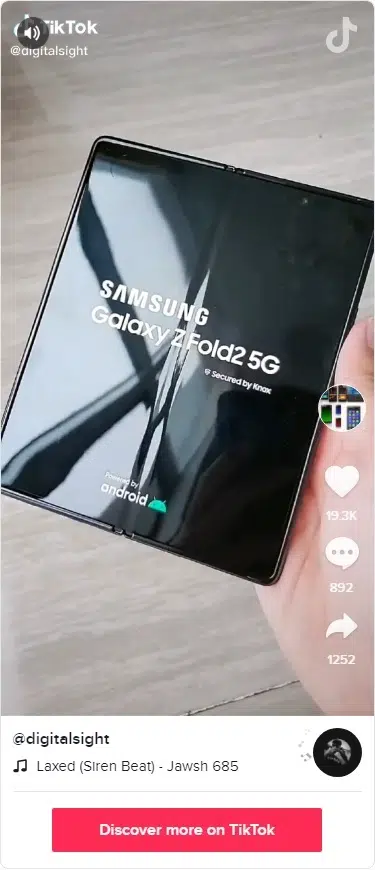 TikTok
@digitalsight
SAMSUNG
Galaxy Z Fold2 5G
Secured by Knox
Powered by
android
19.3K
892
1252
@digitalsight
Laxed (Siren Beat) - Jawsh 685
Discover more on TikTok